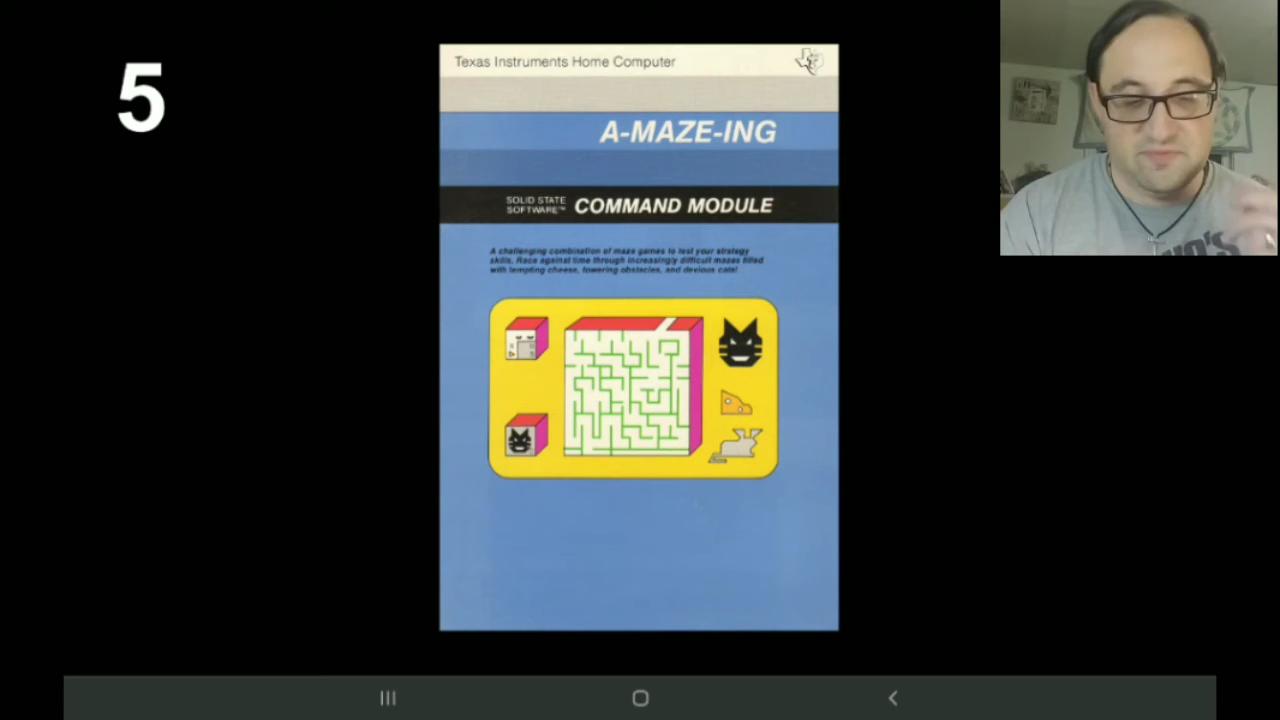 5
Texas Instruments Home Computer
A-MAZE-ING
SOLID STATE
SOFTWARE™
COMMAND MODULE
A challenging combination of maze games to test your strategy
skills. Race against time through increasingly difficult mazes filled
with tempting cheese, towering obstacles, and devious cats!